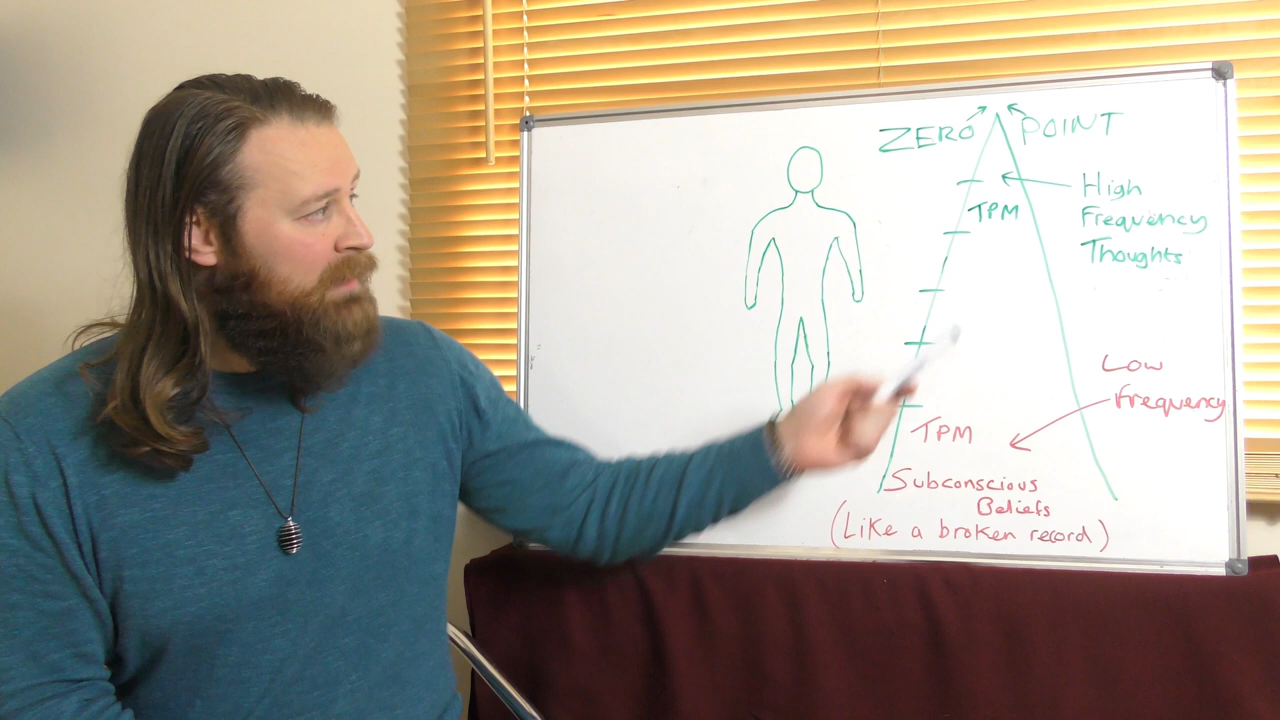 ZERO POINT
TPM
High
Frequency
Thoughts
Low
frequency
TPM
Subconscious
Beliefs
(Like a broken record)